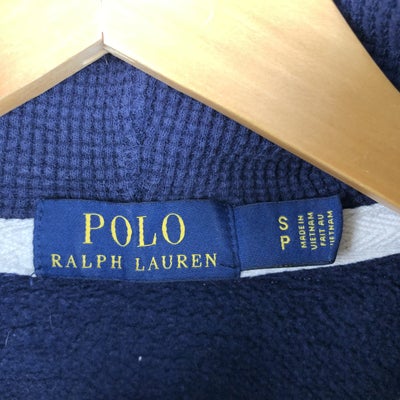 POLO
RALPH LAUREN
S
P
MADE IN
VIETNAM
FAIT AU
VIETNAM